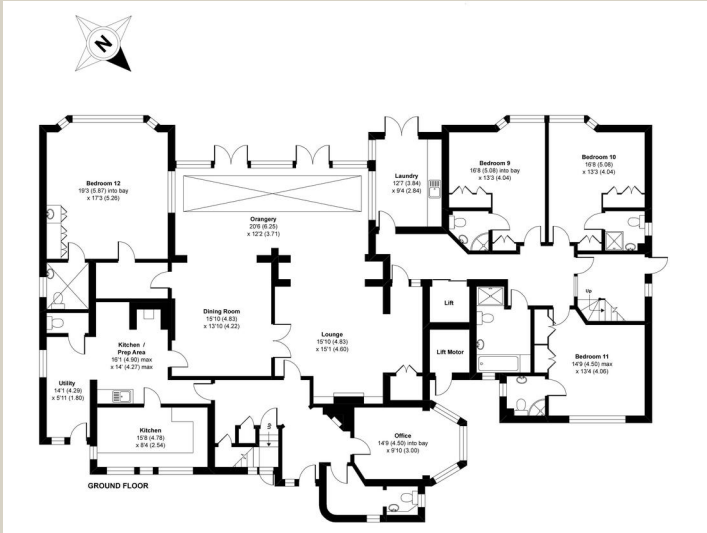 N
Bedroom 12
19'3 (5.87) into bay
x 17'3 (5.26)
Laundry
12'7 (3.84)
x 9'4 (2.84)
Bedroom 9
16'8 (5.08) into bay
x 13'3 (4.04)
Bedroom 10
16'8 (5.08)
x 13'3 (4.04)
Orangery
20'6 (6.25)
x 12'2 (3.71)
Dining Room
15'10 (4.83)
x 13'10 (4.22)
Lounge
15'10 (4.83)
x 15'1 (4.60)
Lift
Lift Motor
Up
Kitchen /
Prep Area
16'1 (4.90) max
x 14' (4.27) max
Utility
14'1 (4.29)
x 5'11 (1.80)
Bedroom 11
14'9 (4.50) max
x 13'4 (4.06)
Kitchen
15'8 (4.78)
x 8'4 (2.54)
Up
Office
14'9 (4.50) into bay
x 9'10 (3.00)
GROUND FLOOR